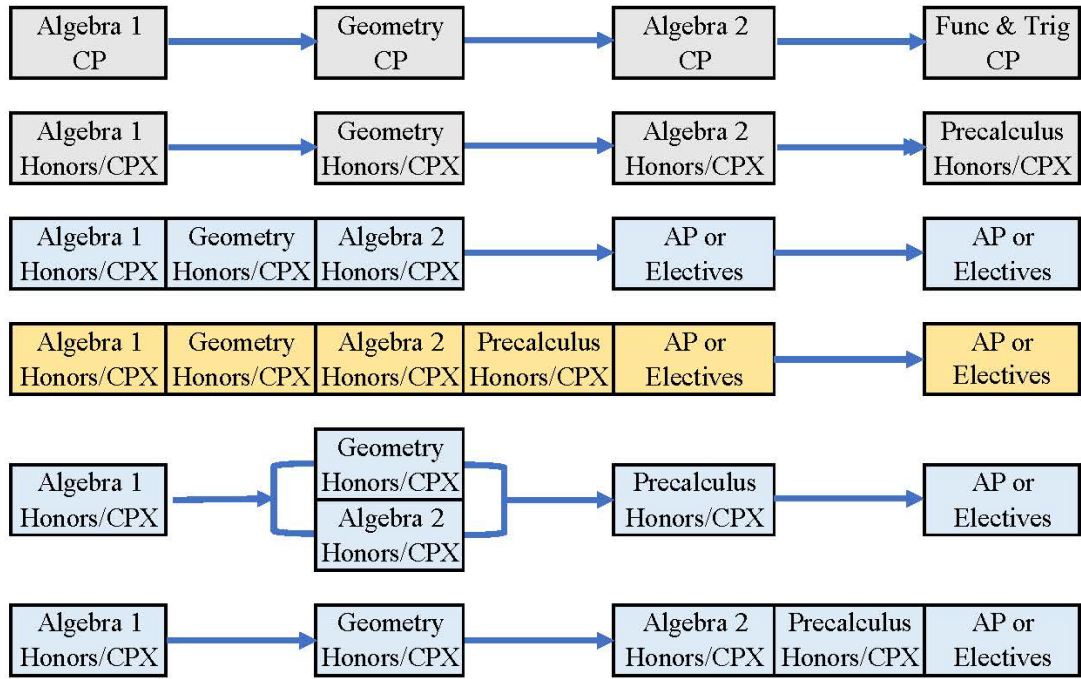 Algebra 1
CP
Geometry
CP
Algebra 2
CP
Func & Trig
CP
Algebra 1
Honors/CPX
Geometry
Honors/CPX
Algebra 2
Honors/CPX
Precalculus
Honors/CPX
Algebra 1
Honors/CPX
Geometry
Honors/CPX
Algebra 2
Honors/CPX
AP or
Electives
AP or
Electives
Algebra 1
Honors/CPX
Geometry
Honors/CPX
Algebra 2
Honors/CPX
Precalculus
Honors/CPX
AP or
Electives
AP or
Electives
Algebra 1
Honors/CPX
Geometry
Honors/CPX
Algebra 2
Honors/CPX
Precalculus
Honors/CPX
AP or
Electives
Algebra 1
Honors/CPX
Geometry
Honors/CPX
Algebra 2
Honors/CPX
Precalculus
Honors/CPX
AP or
Electives